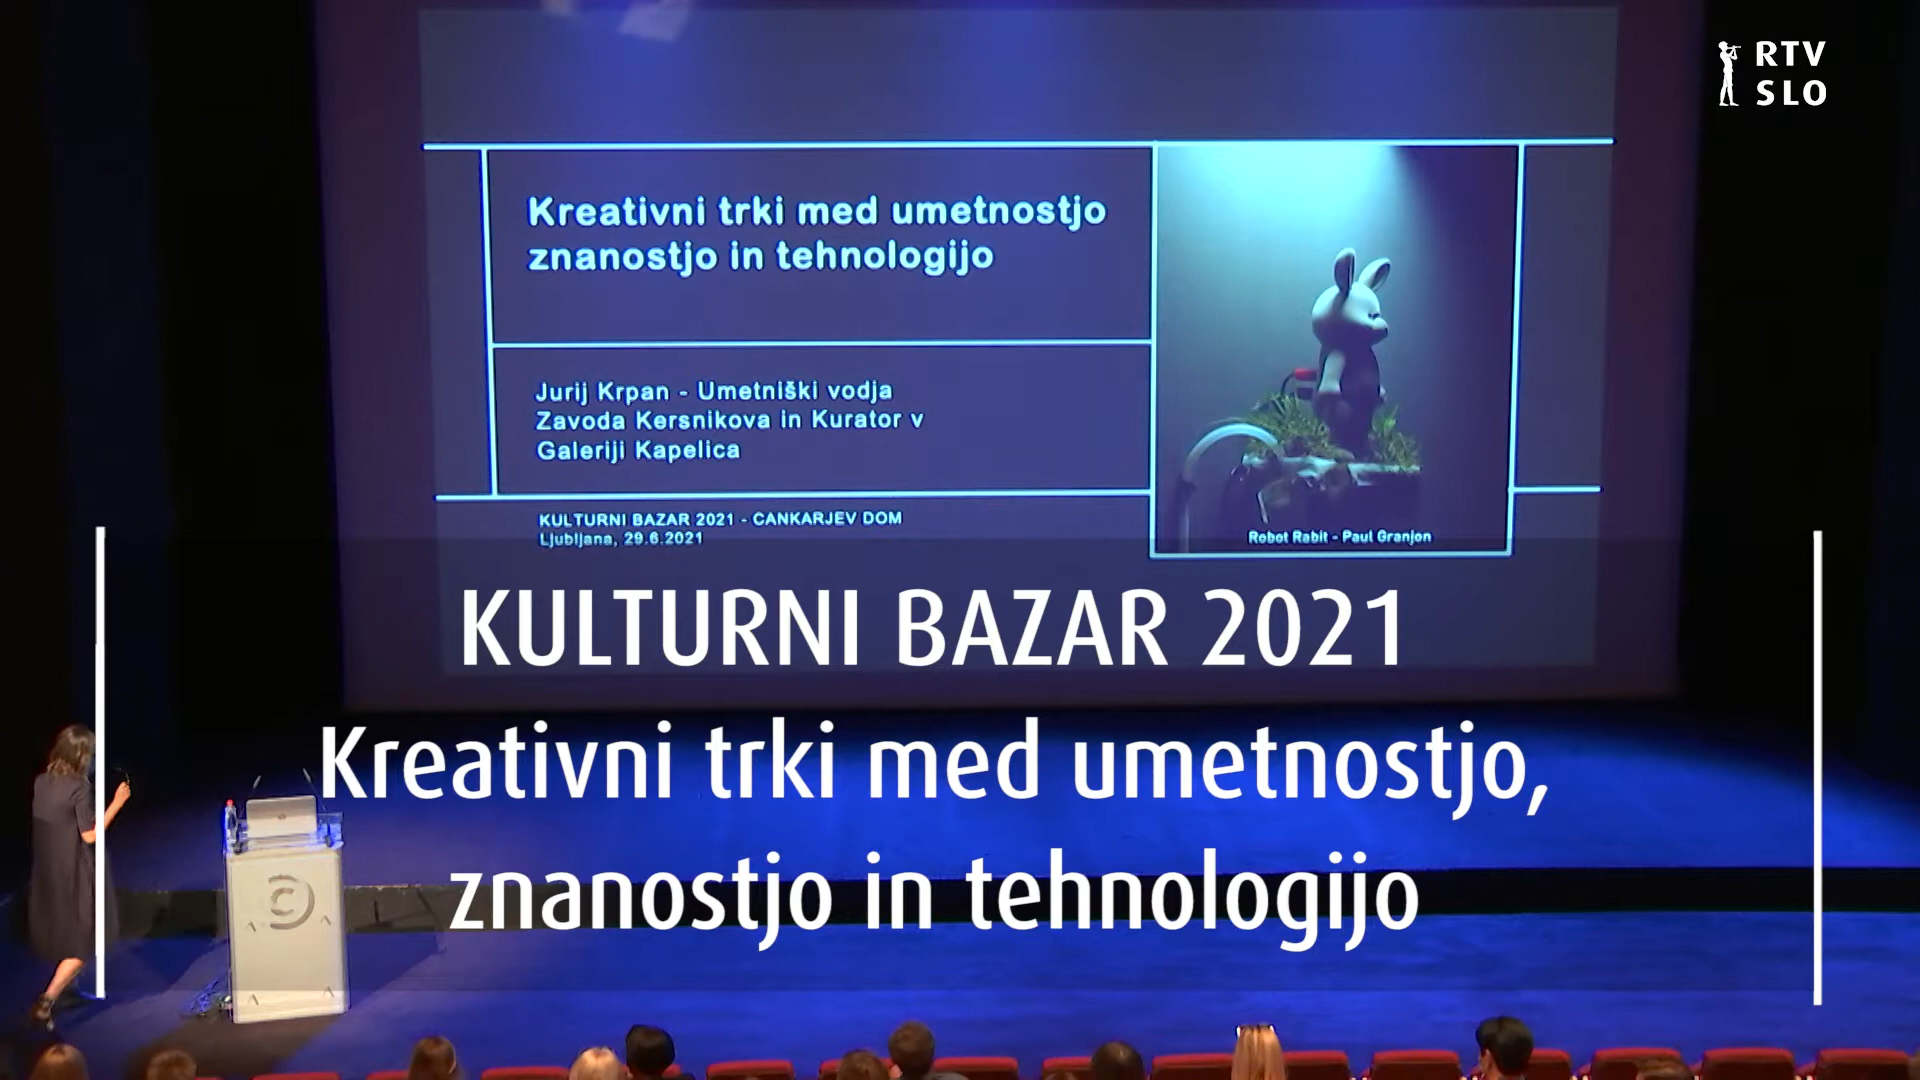 RTV
SLO
Kreativni trki med umetnostjo
znanostjo in tehnologijo
Jurij Krpan - Umetniški vodja
Zavoda Kersnikova in Kurator v
Galeriji Kapelica
KULTURNI BAZAR 2021 - CANKARJEV DOM
Ljubljana, 29.6.2021
Robot Rabit - Paul Granjon
KULTURNI BAZAR 2021
Kreativni trki med umetnostjo,
znanostjo in tehnologijo